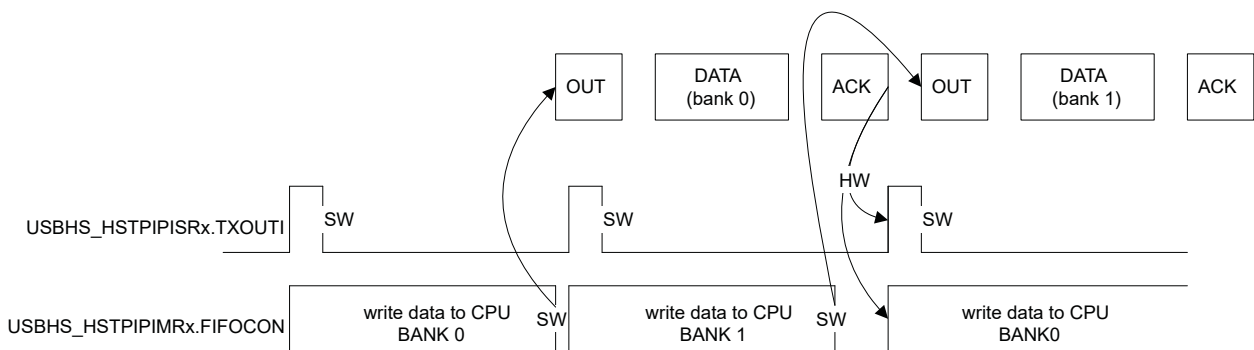 OUT
DATA
(bank 0)
ACK
OUT
DATA
(bank 1)
ACK
HW
USBHS_HSTPIPISRx.TXOUTI
SW
SW
SW
USBHS_HSTPIPIMRx.FIFOCON
write data to CPU
BANK 0
SW
write data to CPU
BANK 1
SW
write data to CPU
BANK0